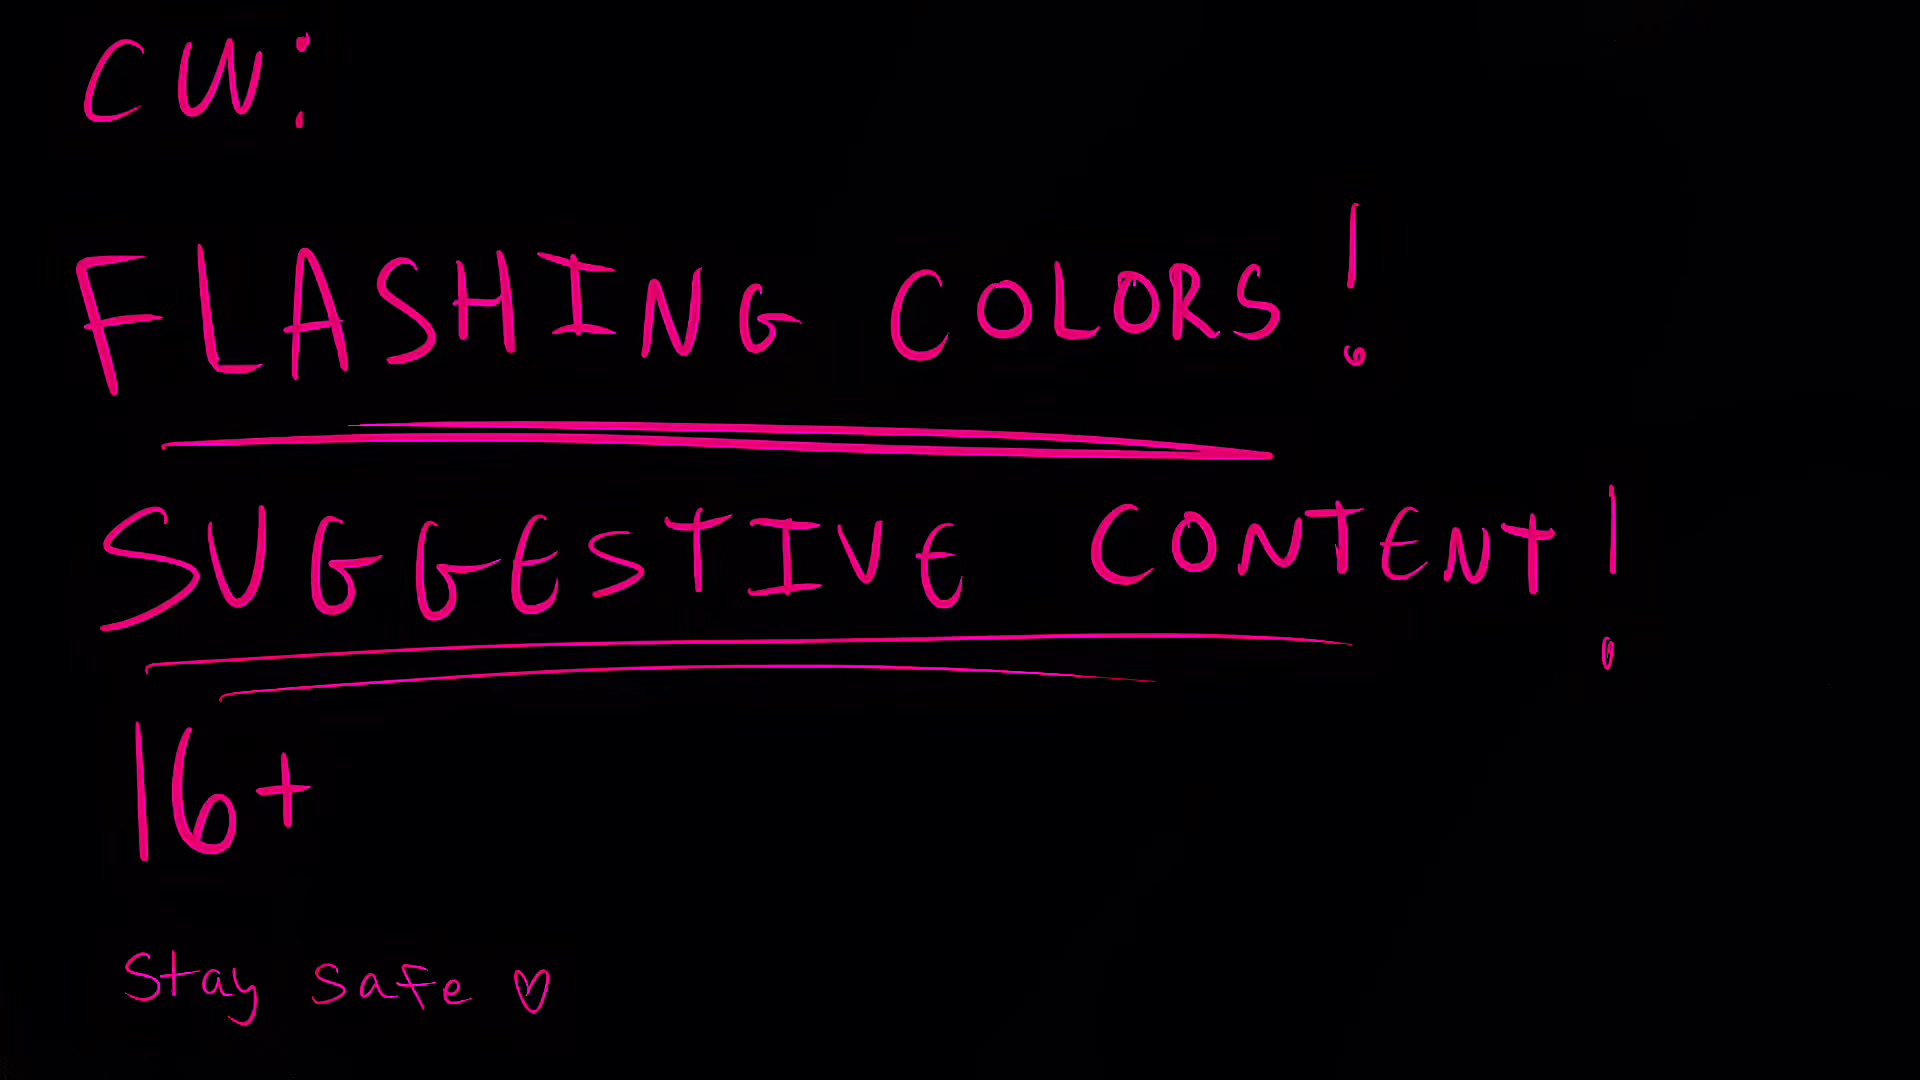 CW:
FLASHING COLORS!
SUGGESTIVE CONTENT!
16+
Stay safe ♡